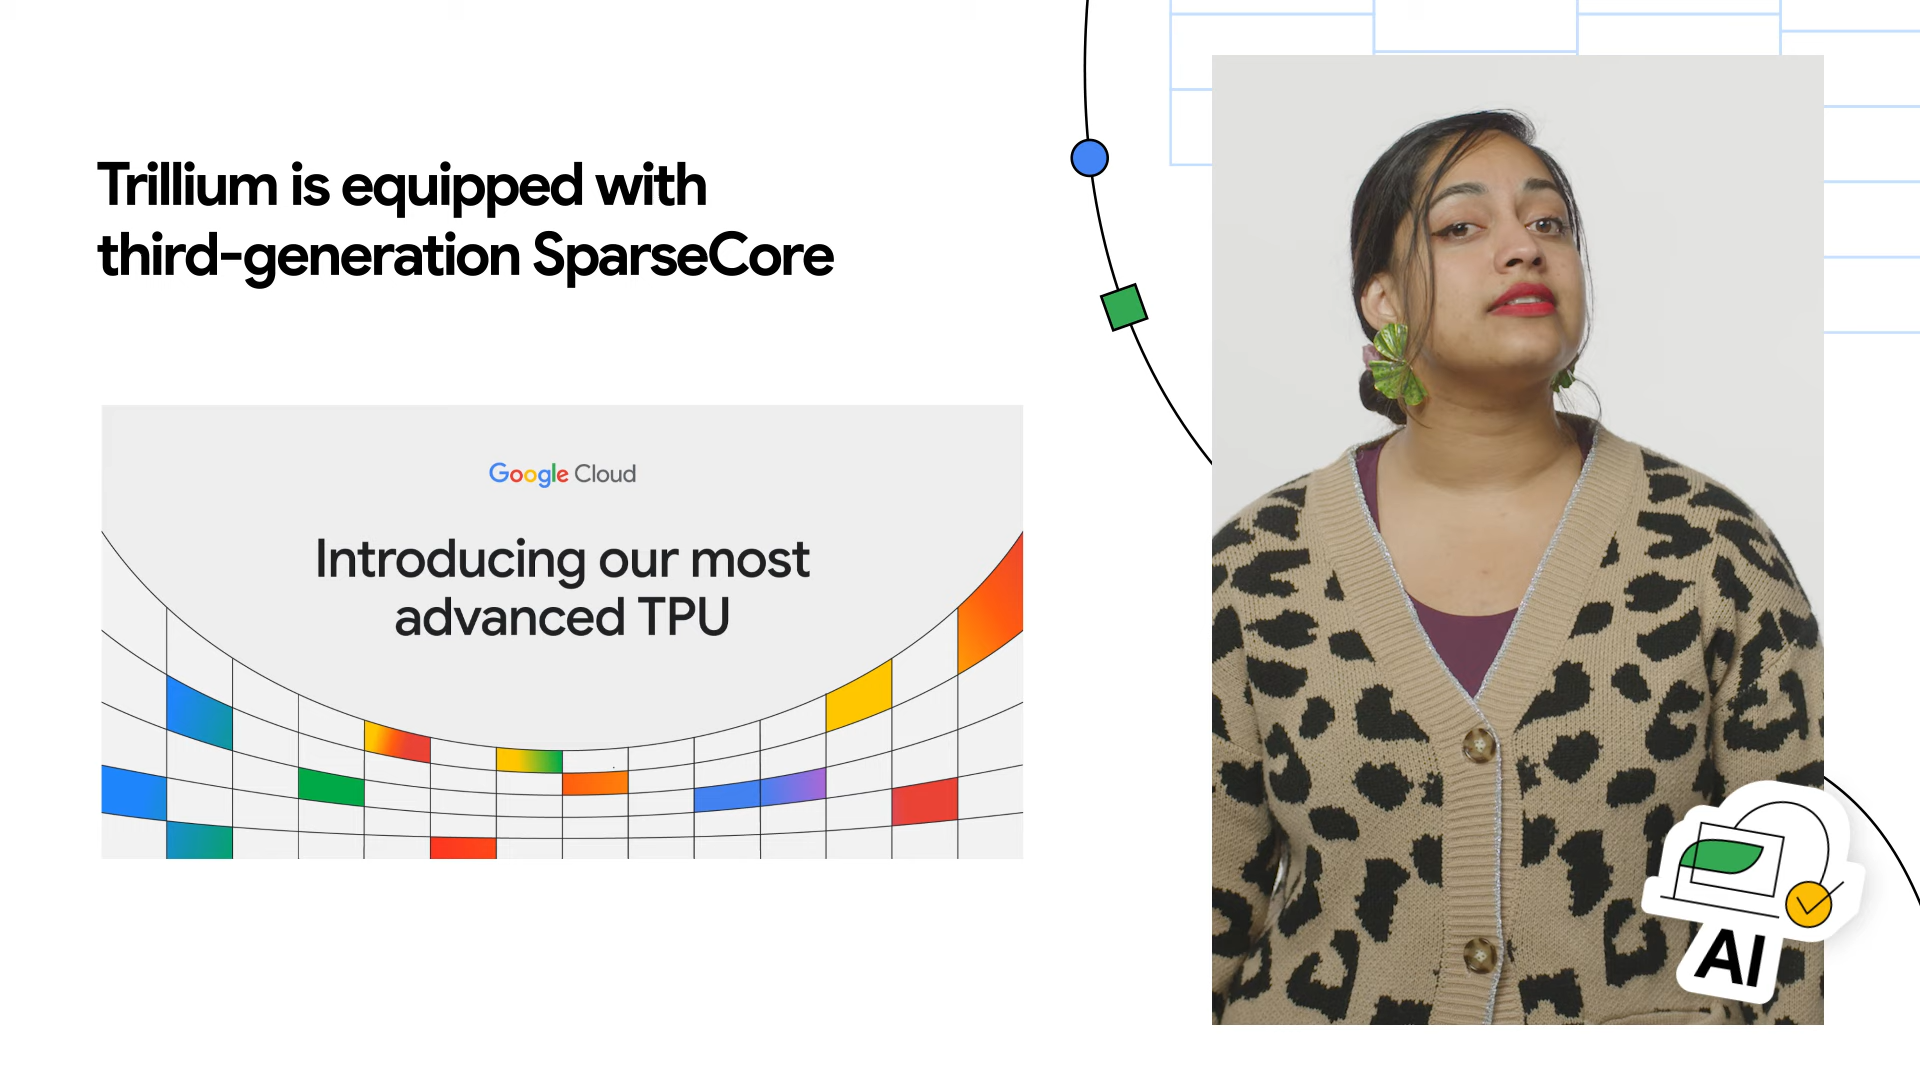 Trillium is equipped with
third-generation SparseCore
Google Cloud
Introducing our most
advanced TPU
AI